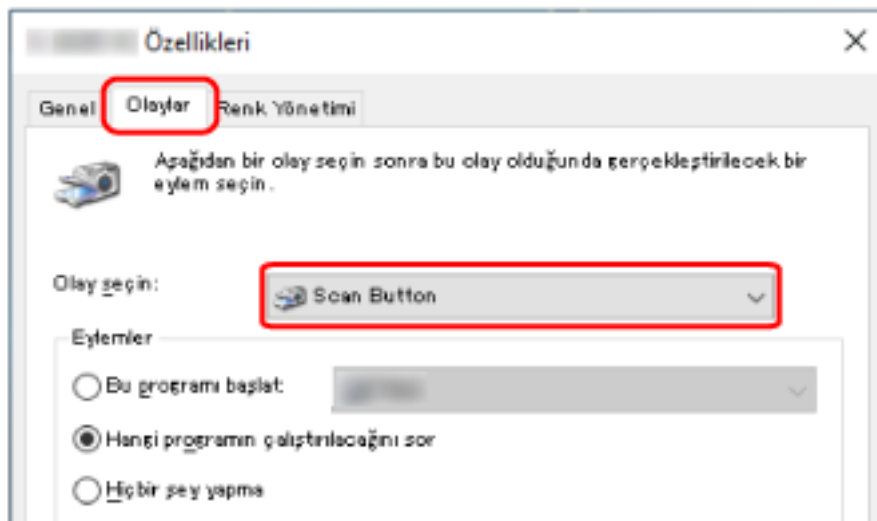 Özellikleri
Genel Olaylar Renk Yönetimi
Aşağıdan bir olay seçin sonra bu olay olduğunda gerçekleştirilecek bir
eylem seçin.
Olay seçin: Scan Button
Eylemler
Bu programı başlat:
Hangi programın çalıştırılacağını sor
Hiçbir şey yapma